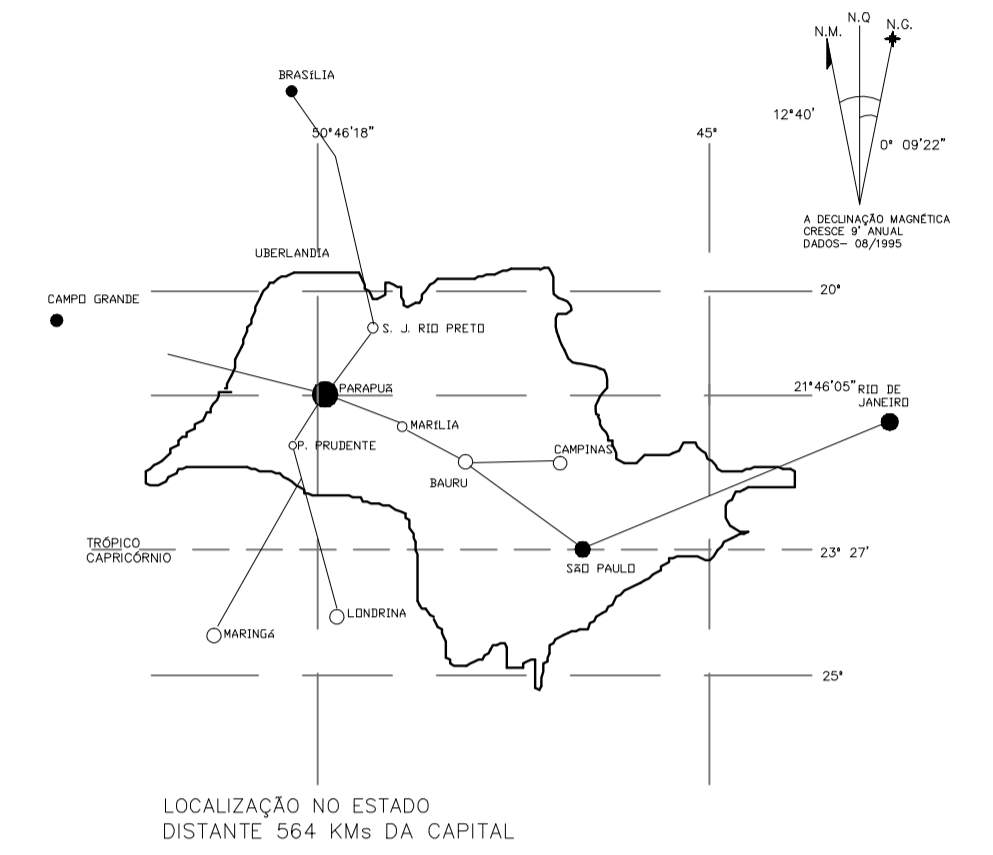 N.Q
N.M.
N.G.
BRASíLIA
12°40'
50°46'18"
45°
0° 09'22"
A DECLINAÇÃO MAGNÉTICA
CRESCE 9' ANUAL
DADOS- 08/1995
UBERLANDIA
20°
CAMPO GRANDE
S. J. RIO PRETO
PARAPUã
21°46'05"
RIO DE
JANEIRO
MARíLIA
P. PRUDENTE
CAMPINAS
BAURU
TRÓPICO
CAPRICÓRNIO
23° 27'
SãO PAULO
LONDRINA
MARINGá
25°
LOCALIZAÇÃO NO ESTADO
DISTANTE 564 KMs DA CAPITAL